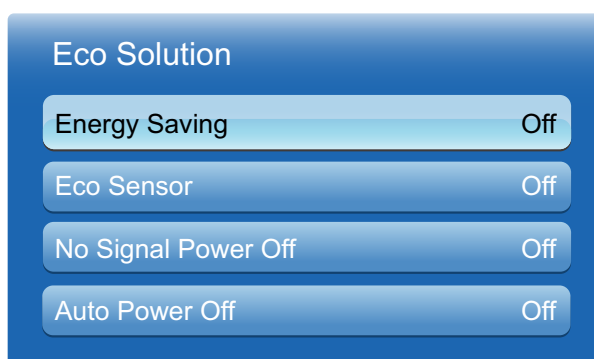 Eco Solution
Energy Saving Off
Eco Sensor Off
No Signal Power Off Off
Auto Power Off Off